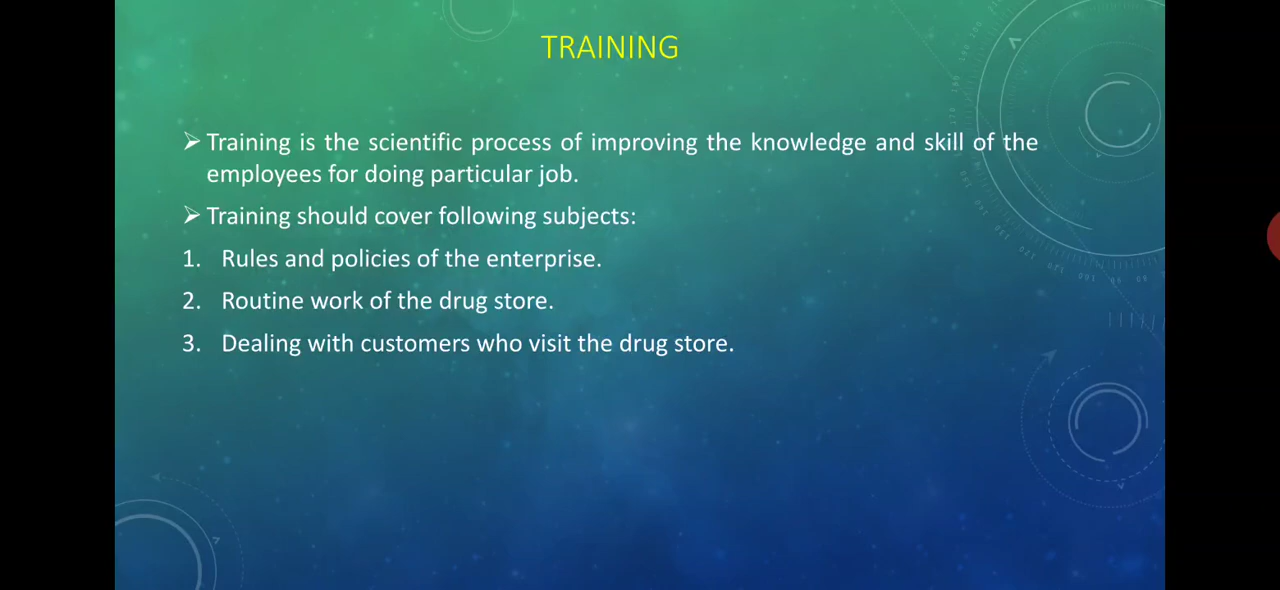 TRAINING
➢ Training is the scientific process of improving the knowledge and skill of the
employees for doing particular job.
➢ Training should cover following subjects:
1. Rules and policies of the enterprise.
2. Routine work of the drug store.
3. Dealing with customers who visit the drug store.